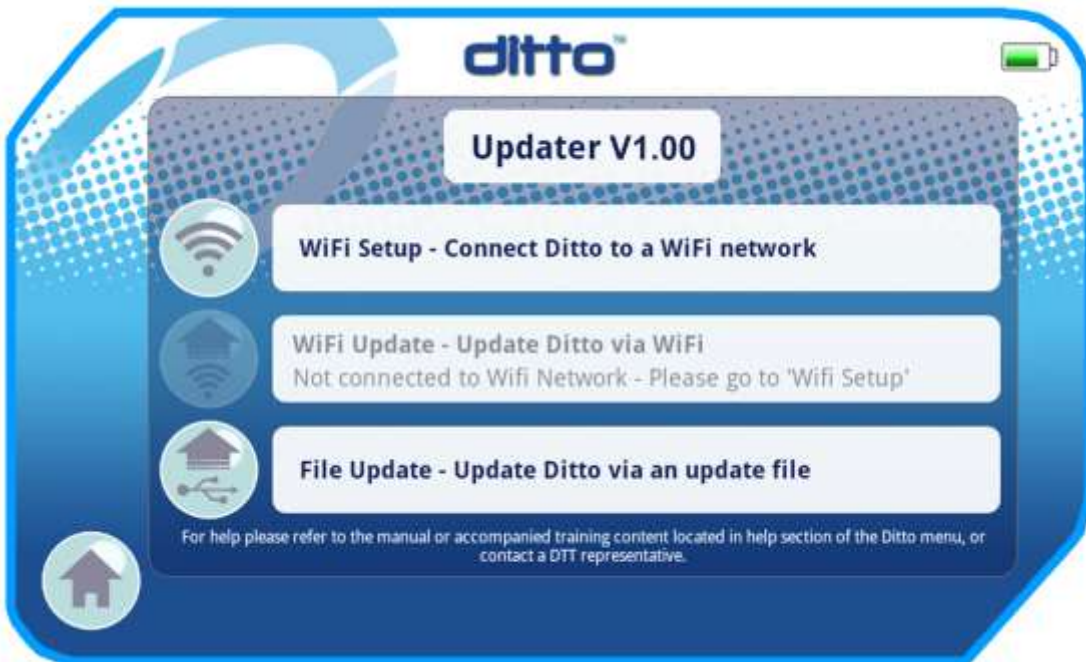 ditto™
Updater V1.00
WiFi Setup - Connect Ditto to a WiFi network
WiFi Update - Update Ditto via WiFi
Not connected to Wifi Network - Please go to 'Wifi Setup'
File Update - Update Ditto via an update file
For help please refer to the manual or accompanied training content located in help section of the Ditto menu, or
contact a DTT representative.